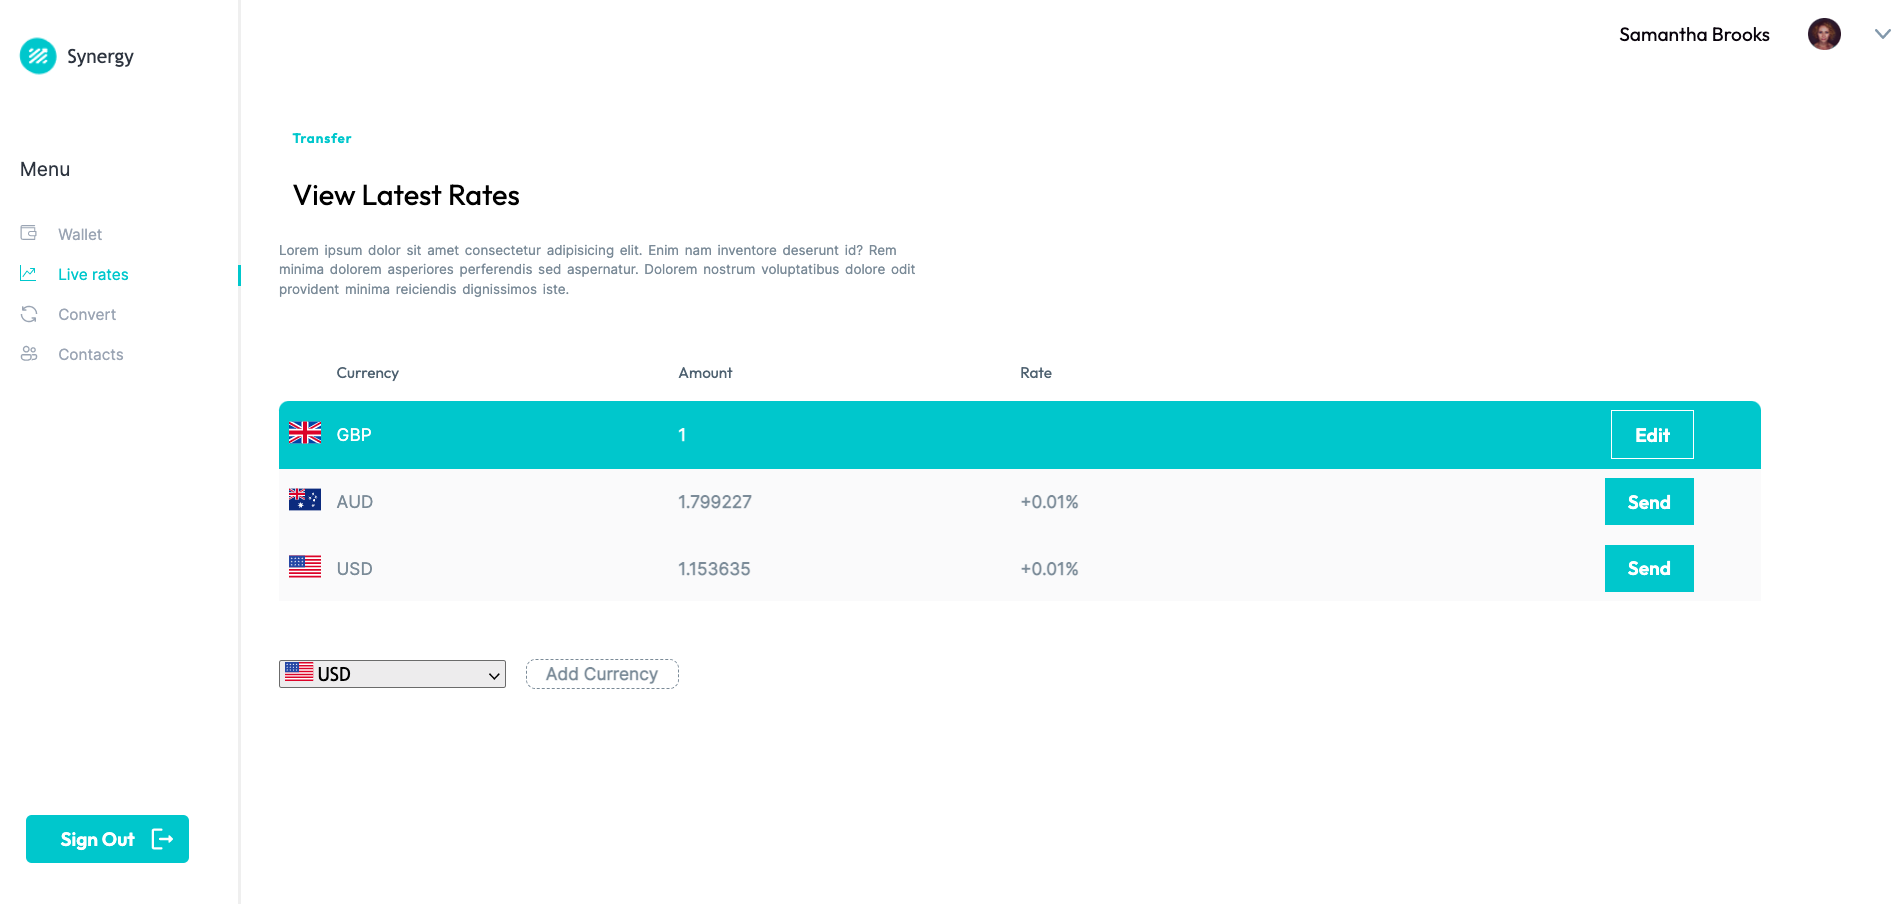 Synergy
Samantha Brooks
Menu
Wallet
Live rates
Convert
Contacts
Sign Out
Transfer
View Latest Rates
Lorem ipsum dolor sit amet consectetur adipisicing elit. Enim nam inventore deserunt id? Rem
minima dolorem asperiores perferendis sed aspernatur. Dolorem nostrum voluptatibus dolore odit
provident minima reiciendis dignissimos iste.
Currency Amount Rate
GBP 1 Edit
AUD 1.799227 +0.01% Send
USD 1.153635 +0.01% Send
USD Add Currency